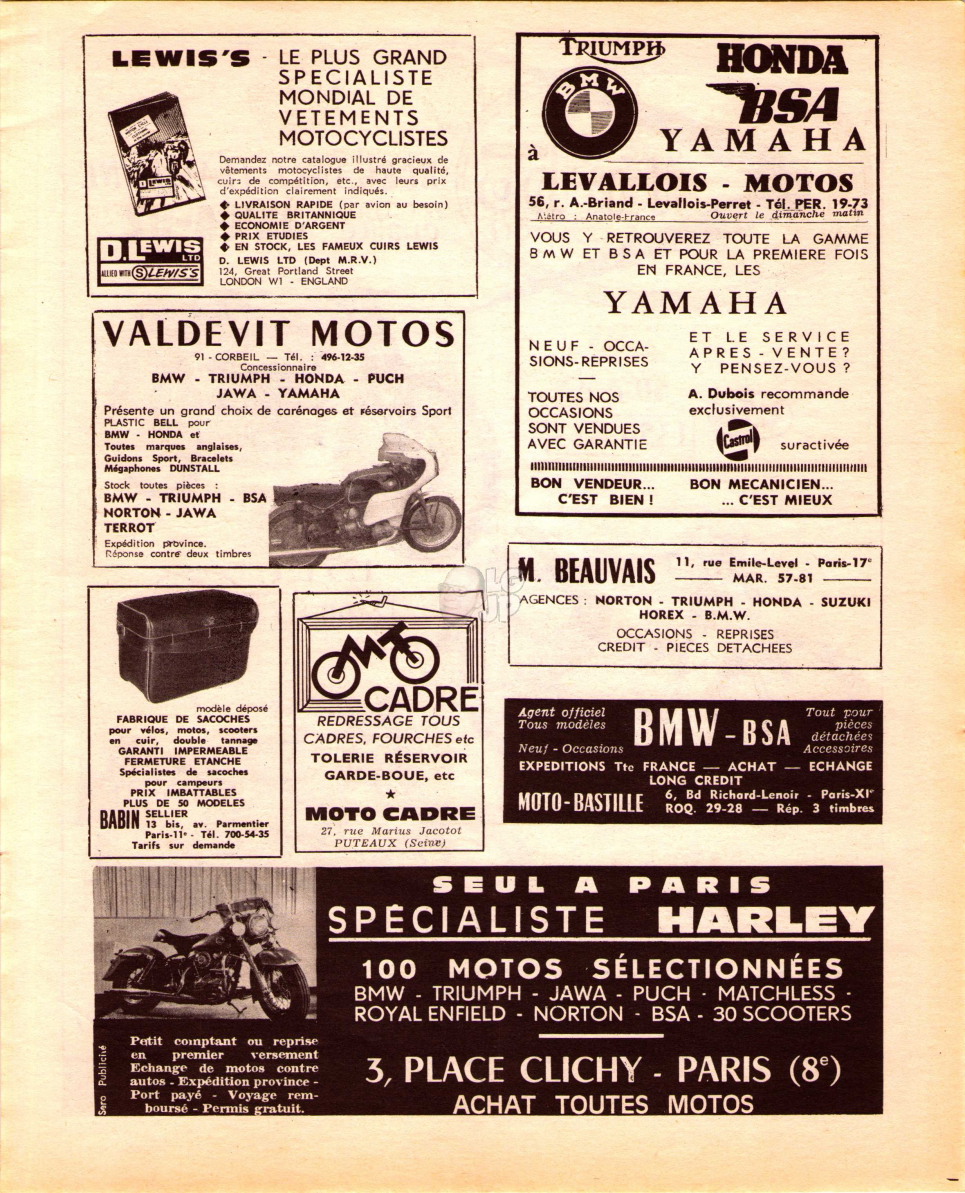 LEWIS'S - LE PLUS GRAND
SPECIALISTE
MONDIAL DE
VETEMENTS
MOTOCYCLISTES
Demandez notre catalogue illustré gracieux de
vêtements motocyclistes de haute qualité,
cuirs de compétition, etc., avec leurs prix
d'expédition clairement indiqués.
◆ LIVRAISON RAPIDE (par avion au besoin)
◆ QUALITE BRITANNIQUE
◆ ECONOMIE D'ARGENT
◆ PRIX ETUDIES
◆ EN STOCK, LES FAMEUX CUIRS LEWIS
D. LEWIS LTD (Dept M.R.V.)
124, Great Portland Street
LONDON W1 - ENGLAND
D. LEWIS
LTD
ALLIED WITH S LEWIS'S
VALDEVIT MOTOS
91 - CORBEIL — Tél. : 496-12-35
Concessionnaire
BMW - TRIUMPH - HONDA - PUCH
JAWA - YAMAHA
Présente un grand choix de carénages et réservoirs Sport
PLASTIC BELL pour
BMW - HONDA et
Toutes marques anglaises,
Guidons Sport, Bracelets
Mégaphones DUNSTALL
Stock toutes pièces :
BMW - TRIUMPH - BSA
NORTON - JAWA
TERROT
Expédition province.
Réponse contre deux timbres
modèle déposé
FABRIQUE DE SACOCHES
pour vélos, motos, scooters
en cuir, double tannage
GARANTI IMPERMEABLE
FERMETURE ETANCHE
Spécialistes de sacoches
pour campeurs
PRIX IMBATTABLES
PLUS DE 50 MODELES
BABIN SELLIER
13 bis, av. Parmentier
Paris-11e - Tél. 700-54-35
Tarifs sur demande
MOTO
CADRE
REDRESSAGE TOUS
CADRES, FOURCHES etc
TOLERIE RÉSERVOIR
GARDE-BOUE, etc
★
MOTO CADRE
27, rue Marius Jacotot
PUTEAUX (Seine)
TRIUMPH
HONDA
BMW
BSA
YAMAHA
à
LEVALLOIS - MOTOS
56, r. A.-Briand - Levallois-Perret - Tél. PER. 19-73
Métro : Anatole-France Ouvert le dimanche matin
VOUS Y RETROUVEREZ TOUTE LA GAMME
BMW ET BSA ET POUR LA PREMIERE FOIS
EN FRANCE, LES
YAMAHA
NEUF - OCCA-
SIONS-REPRISES
—
TOUTES NOS
OCCASIONS
SONT VENDUES
AVEC GARANTIE
ET LE SERVICE
APRES - VENTE ?
Y PENSEZ-VOUS ?
A. Dubois recommande
exclusivement
Castrol suractivée
BON VENDEUR...
C'EST BIEN !
BON MECANICIEN...
... C'EST MIEUX
M. BEAUVAIS 11, rue Emile-Level - Paris-17e
MAR. 57-81
AGENCES : NORTON - TRIUMPH - HONDA - SUZUKI
HOREX - B.M.W.
OCCASIONS - REPRISES
CREDIT - PIECES DETACHEES
LC
UP
Agent officiel
Tous modèles
Neuf - Occasions
BMW - BSA
Tout pour
pièces
détachées
Accessoires
EXPEDITIONS Tte FRANCE — ACHAT — ECHANGE
LONG CREDIT
MOTO-BASTILLE 6, Bd Richard-Lenoir - Paris-XIe
ROQ. 29-28 — Rép. 3 timbres
SEUL A PARIS
SPÉCIALISTE HARLEY
100 MOTOS SÉLECTIONNÉES
BMW - TRIUMPH - JAWA - PUCH - MATCHLESS -
ROYAL ENFIELD - NORTON - BSA - 30 SCOOTERS
3, PLACE CLICHY - PARIS (8e)
ACHAT TOUTES MOTOS
Petit comptant ou reprise
en premier versement
Echange de motos contre
autos - Expédition province -
Port payé - Voyage rem-
boursé - Permis gratuit.
Sero Publicité